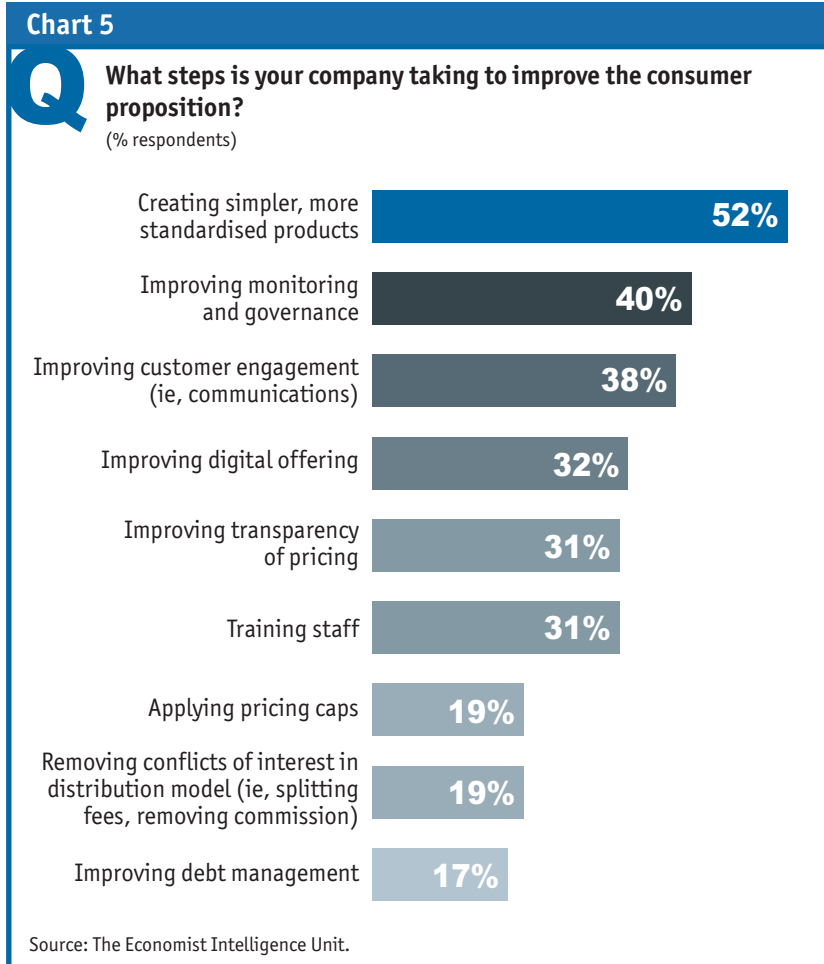 Chart 5
Q
What steps is your company taking to improve the consumer
proposition?
(% respondents)
Creating simpler, more
standardised products
52%
Improving monitoring
and governance
40%
Improving customer engagement
(ie, communications)
38%
Improving digital offering
32%
Improving transparency
of pricing
31%
Training staff
31%
Applying pricing caps
19%
Removing conflicts of interest in
distribution model (ie, splitting
fees, removing commission)
19%
Improving debt management
17%
Source: The Economist Intelligence Unit.